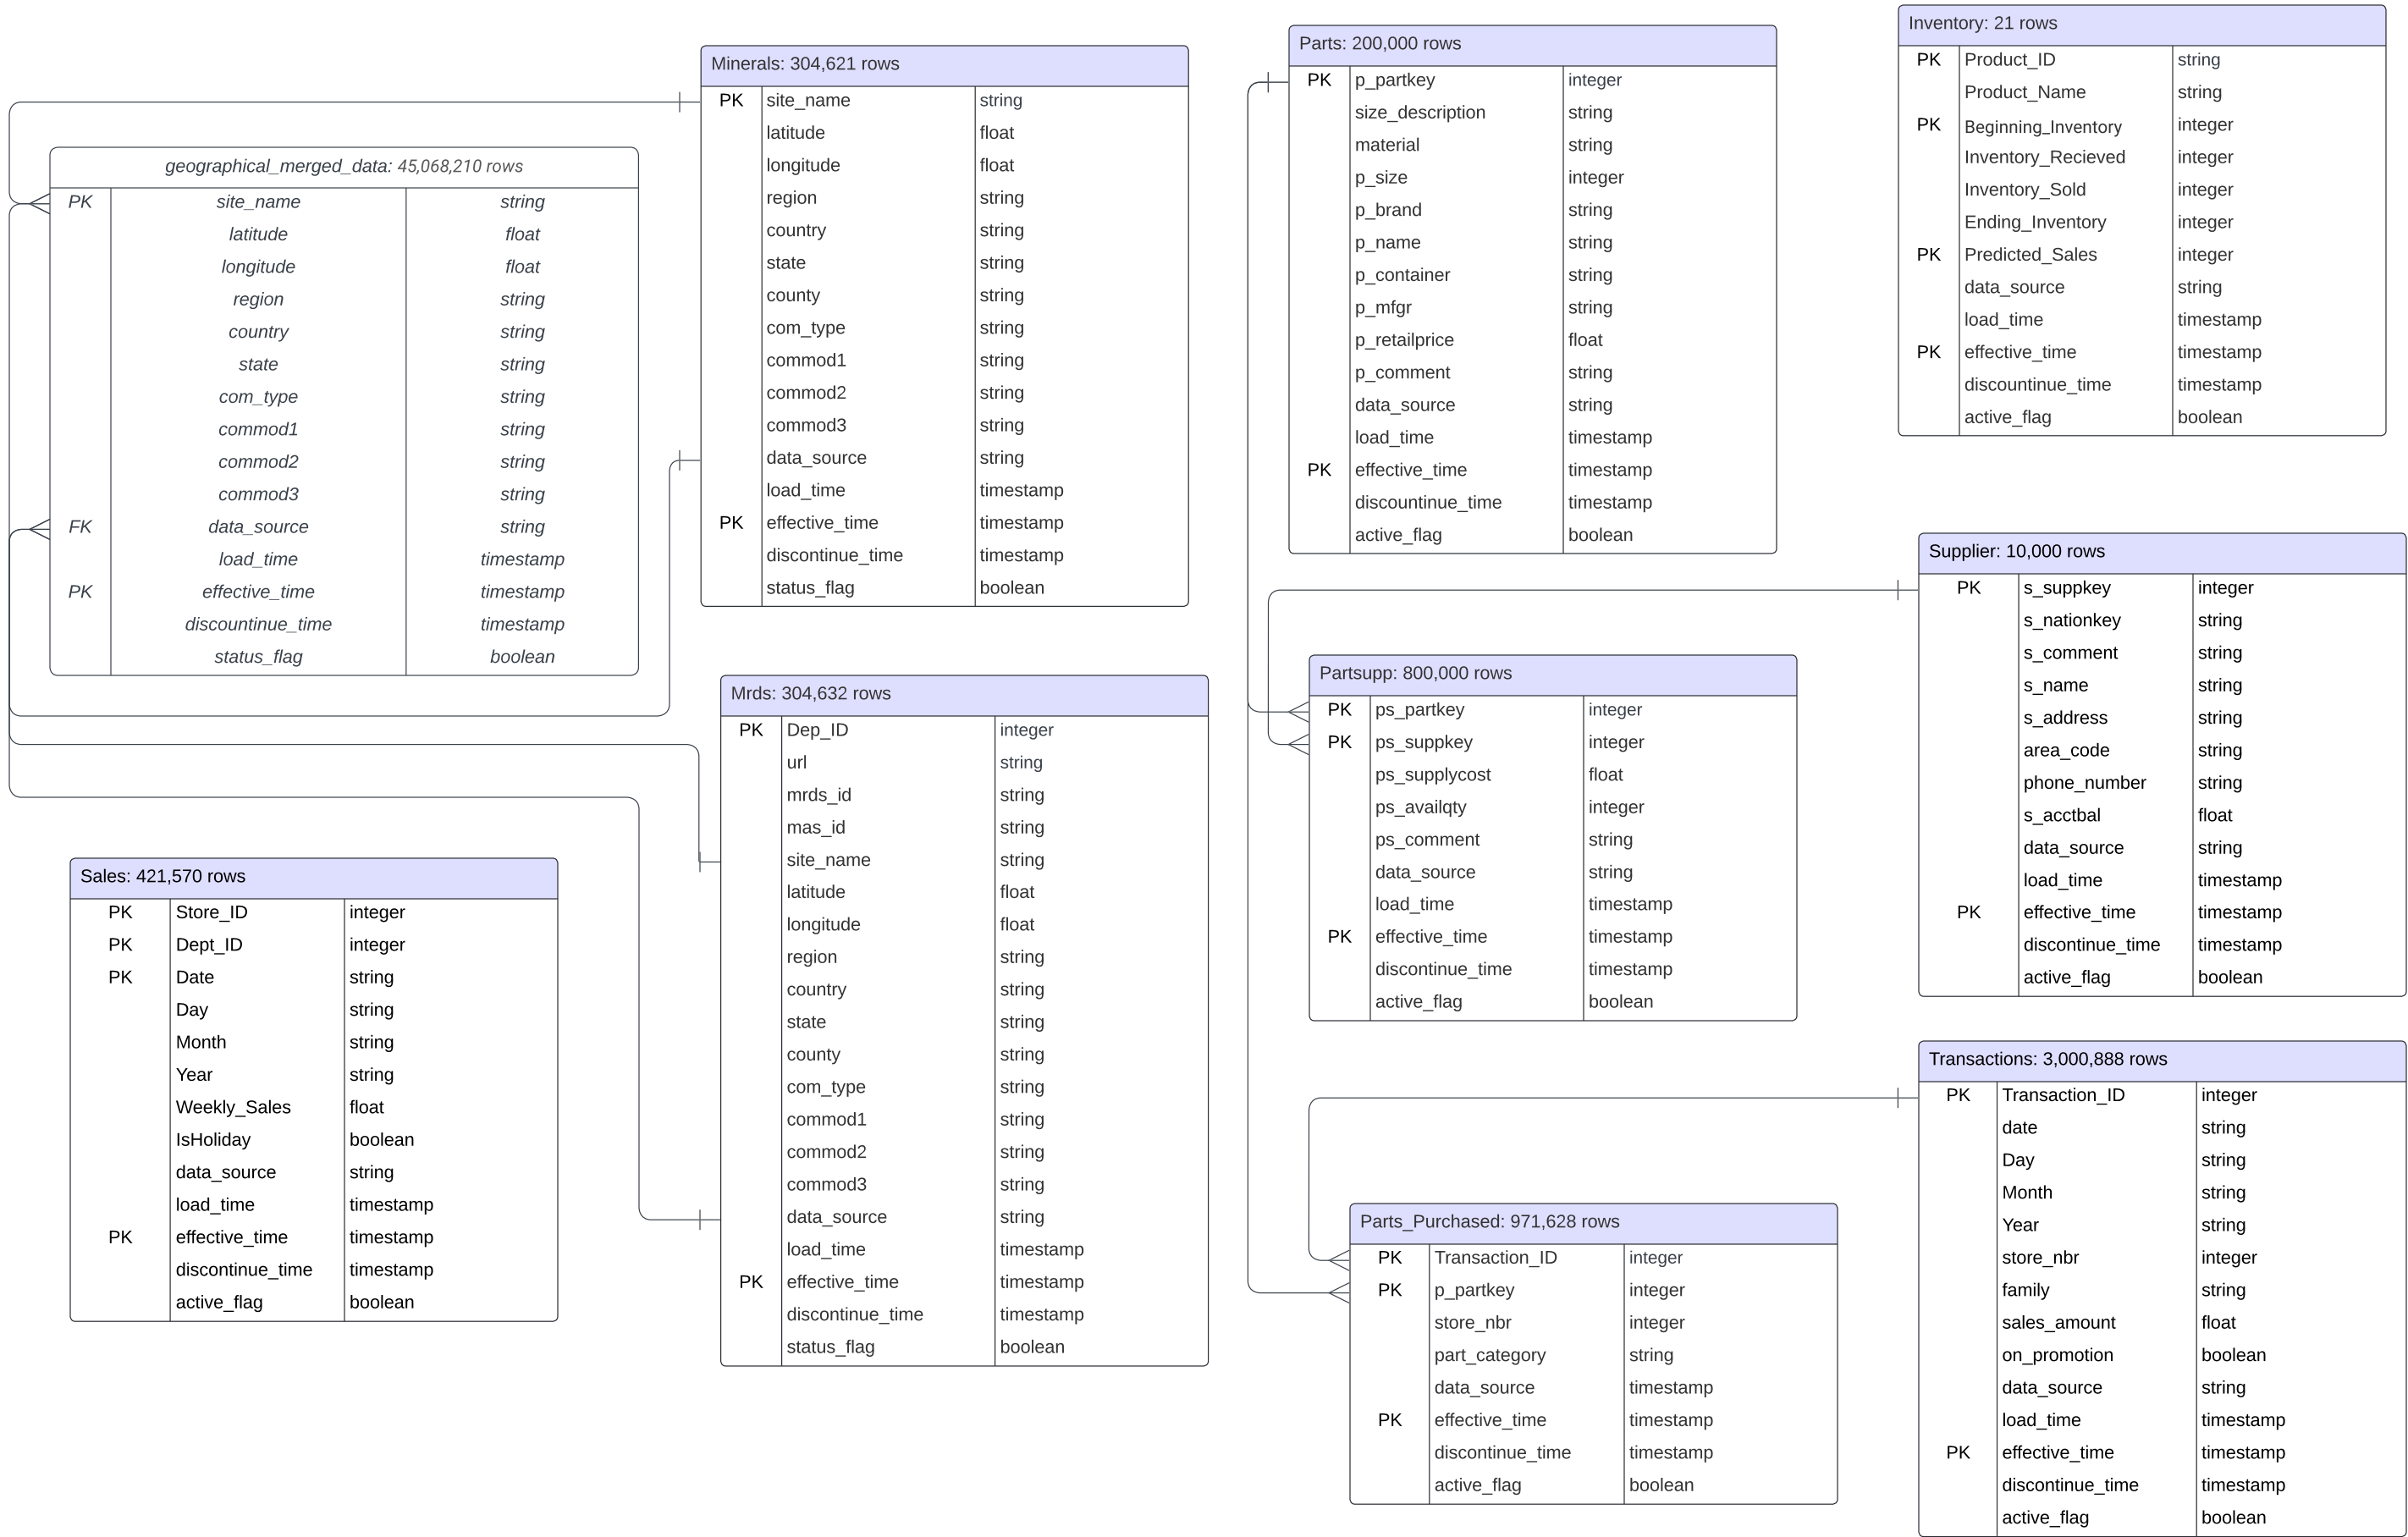 geographical_merged_data: 45,068,210 rows
PK site_name string
latitude float
longitude float
region string
country string
state string
com_type string
commod1 string
commod2 string
commod3 string
FK data_source string
load_time timestamp
PK effective_time timestamp
discountinue_time timestamp
status_flag boolean
Sales: 421,570 rows
PK Store_ID integer
PK Dept_ID integer
PK Date string
Day string
Month string
Year string
Weekly_Sales float
IsHoliday boolean
data_source string
load_time timestamp
PK effective_time timestamp
discontinue_time timestamp
active_flag boolean
Minerals: 304,621 rows
PK site_name string
latitude float
longitude float
region string
country string
state string
county string
com_type string
commod1 string
commod2 string
commod3 string
data_source string
load_time timestamp
PK effective_time timestamp
discontinue_time timestamp
status_flag boolean
Mrds: 304,632 rows
PK Dep_ID integer
url string
mrds_id string
mas_id string
site_name string
latitude float
longitude float
region string
country string
state string
county string
com_type string
commod1 string
commod2 string
commod3 string
data_source string
load_time timestamp
PK effective_time timestamp
discontinue_time timestamp
status_flag boolean
Parts: 200,000 rows
PK p_partkey integer
size_description string
material string
p_size integer
p_brand string
p_name string
p_container string
p_mfgr string
p_retailprice float
p_comment string
data_source string
load_time timestamp
PK effective_time timestamp
discountinue_time timestamp
active_flag boolean
Partsupp: 800,000 rows
PK ps_partkey integer
PK ps_suppkey integer
ps_supplycost float
ps_availqty integer
ps_comment string
data_source string
load_time timestamp
PK effective_time timestamp
discontinue_time timestamp
active_flag boolean
Parts_Purchased: 971,628 rows
PK Transaction_ID integer
PK p_partkey integer
store_nbr integer
part_category string
data_source timestamp
PK effective_time timestamp
discontinue_time timestamp
active_flag boolean
Inventory: 21 rows
PK Product_ID string
Product_Name string
PK Beginning_Inventory integer
Inventory_Recieved integer
Inventory_Sold integer
Ending_Inventory integer
PK Predicted_Sales integer
data_source string
load_time timestamp
PK effective_time timestamp
discountinue_time timestamp
active_flag boolean
Supplier: 10,000 rows
PK s_suppkey integer
s_nationkey string
s_comment string
s_name string
s_address string
area_code string
phone_number string
s_acctbal float
data_source string
load_time timestamp
PK effective_time timestamp
discontinue_time timestamp
active_flag boolean
Transactions: 3,000,888 rows
PK Transaction_ID integer
date string
Day string
Month string
Year string
store_nbr integer
family string
sales_amount float
on_promotion boolean
data_source string
load_time timestamp
PK effective_time timestamp
discontinue_time timestamp
active_flag boolean